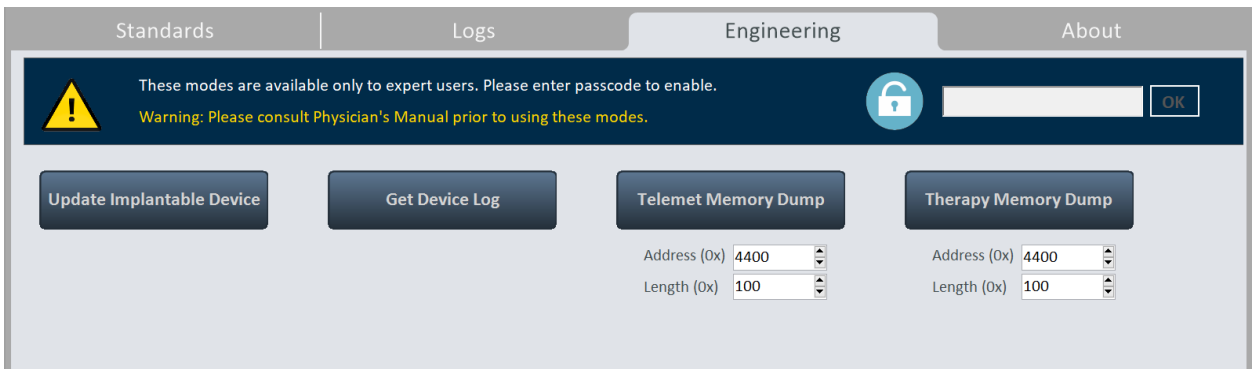 Standards Logs Engineering About
These modes are available only to expert users. Please enter passcode to enable.
Warning: Please consult Physician's Manual prior to using these modes.
OK
Update Implantable Device Get Device Log Telemet Memory Dump Therapy Memory Dump
Address (0x) 4400 Address (0x) 4400
Length (0x) 100 Length (0x) 100